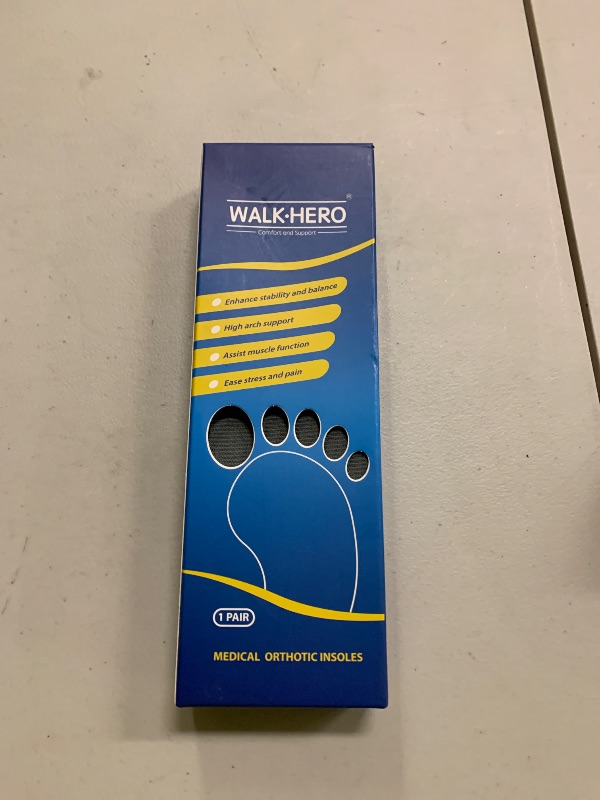 WALK·HERO®
Comfort and Support
Enhance stability and balance
High arch support
Assist muscle function
Ease stress and pain
1 PAIR
MEDICAL ORTHOTIC INSOLES